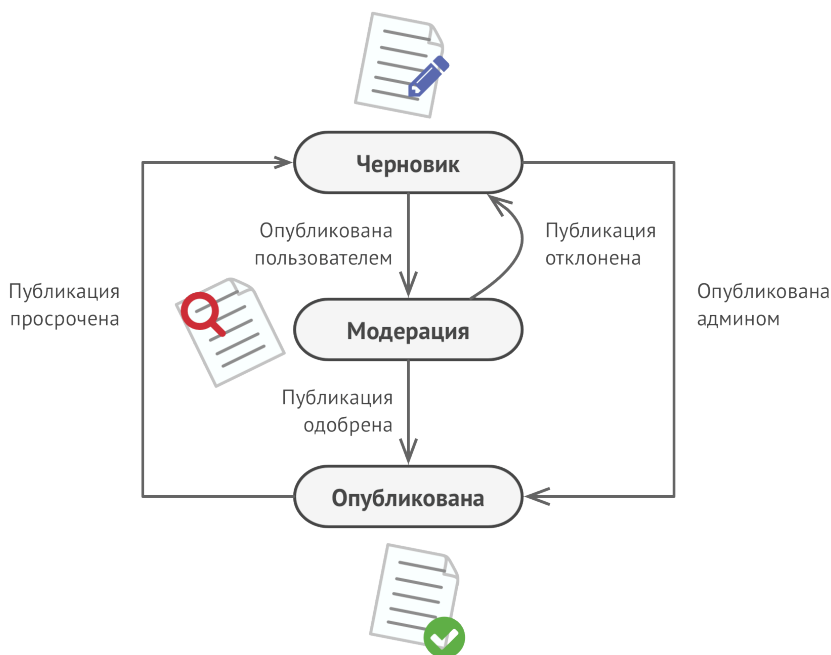 Черновик
Опубликована
пользователем
Публикация
отклонена
Публикация
просрочена
Опубликована
админом
Модерация
Публикация
одобрена
Опубликована